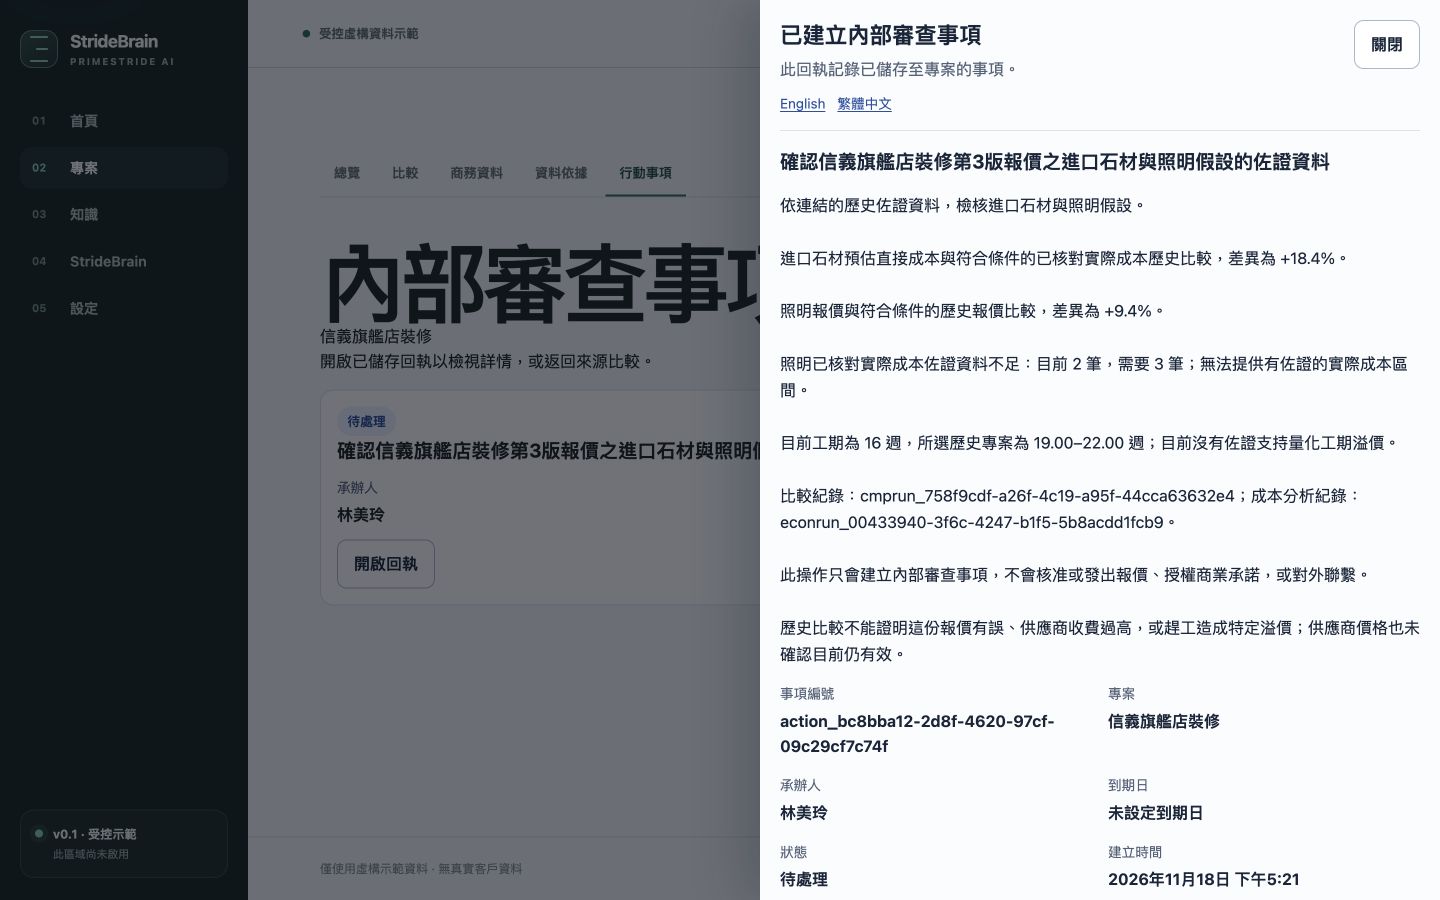 StrideBrain
PRIMESTRIDE AI
01 首頁
02 專案
03 知識
04 StrideBrain
05 設定
v0.1 · 受控示範
此區域尚未啟用
受控虛構資料示範
總覽 比較 商務資料 資料依據 行動事項
內部審查事
信義旗艦店裝修
開啟已儲存回執以檢視詳情，或返回來源比較。
待處理
確認信義旗艦店裝修第3版報價之進口石材與照明
承辦人
林美玲
開啟回執
僅使用虛構示範資料 · 無真實客戶資料
已建立內部審查事項
關閉
此回執記錄已儲存至專案的事項。
English 繁體中文
確認信義旗艦店裝修第3版報價之進口石材與照明假設的佐證資料
依連結的歷史佐證資料，檢核進口石材與照明假設。
進口石材預估直接成本與符合條件的已核對實際成本歷史比較，差異為 +18.4%。
照明報價與符合條件的歷史報價比較，差異為 +9.4%。
照明已核對實際成本佐證資料不足：目前 2 筆，需要 3 筆；無法提供有佐證的實際成本區
間。
目前工期為 16 週，所選歷史專案為 19.00–22.00 週；目前沒有佐證支持量化工期溢價。
比較紀錄：cmprun_758f9cdf-a26f-4c19-a95f-44cca63632e4；成本分析紀錄：
econrun_00433940-3f6c-4247-b1f5-5b8acdd1fcb9。
此操作只會建立內部審查事項，不會核准或發出報價、授權商業承諾，或對外聯繫。
歷史比較不能證明這份報價有誤、供應商收費過高，或趕工造成特定溢價；供應商價格也未
確認目前仍有效。
事項編號
action_bc8bba12-2d8f-4620-97cf-
09c29cf7c74f
專案
信義旗艦店裝修
承辦人
林美玲
到期日
未設定到期日
狀態
待處理
建立時間
2026年11月18日 下午5:21